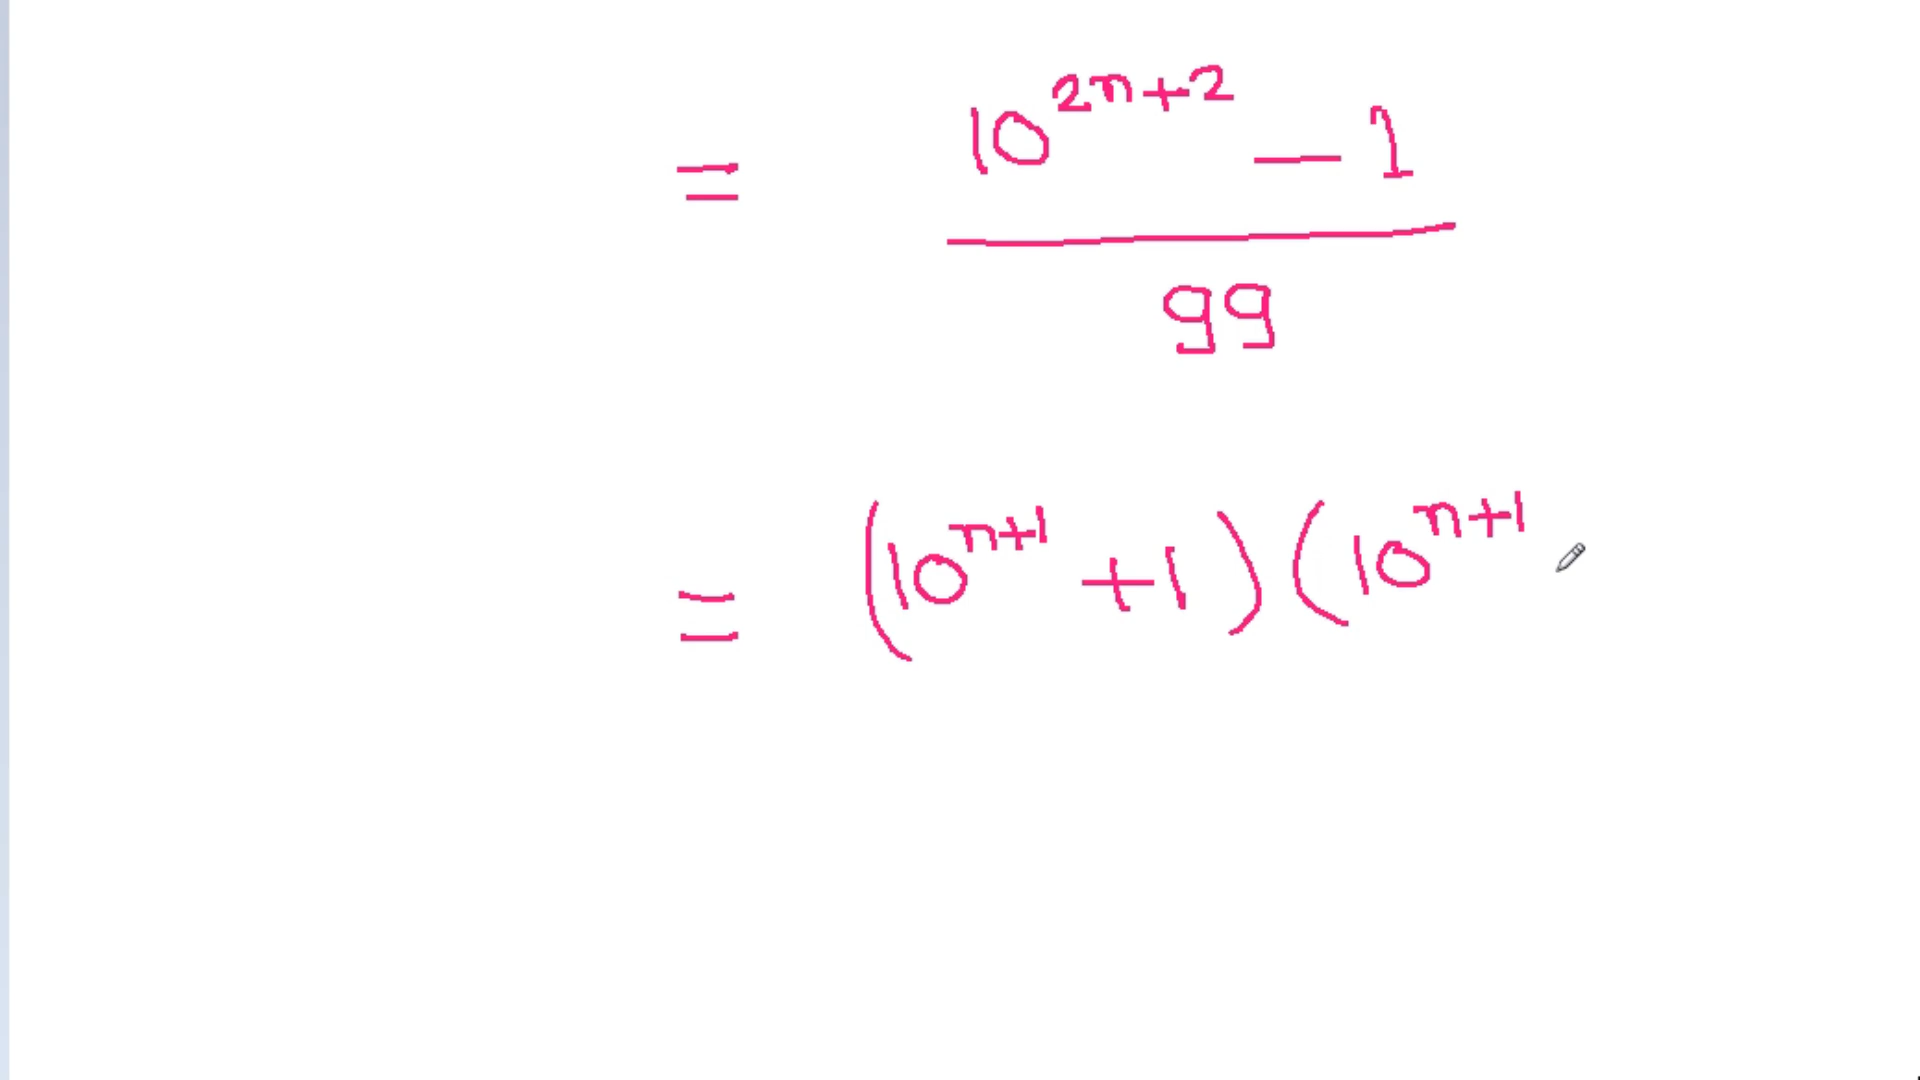 = 10^{2n+2} - 1
99
= (10^{n+1} + 1) (10^{n+1}